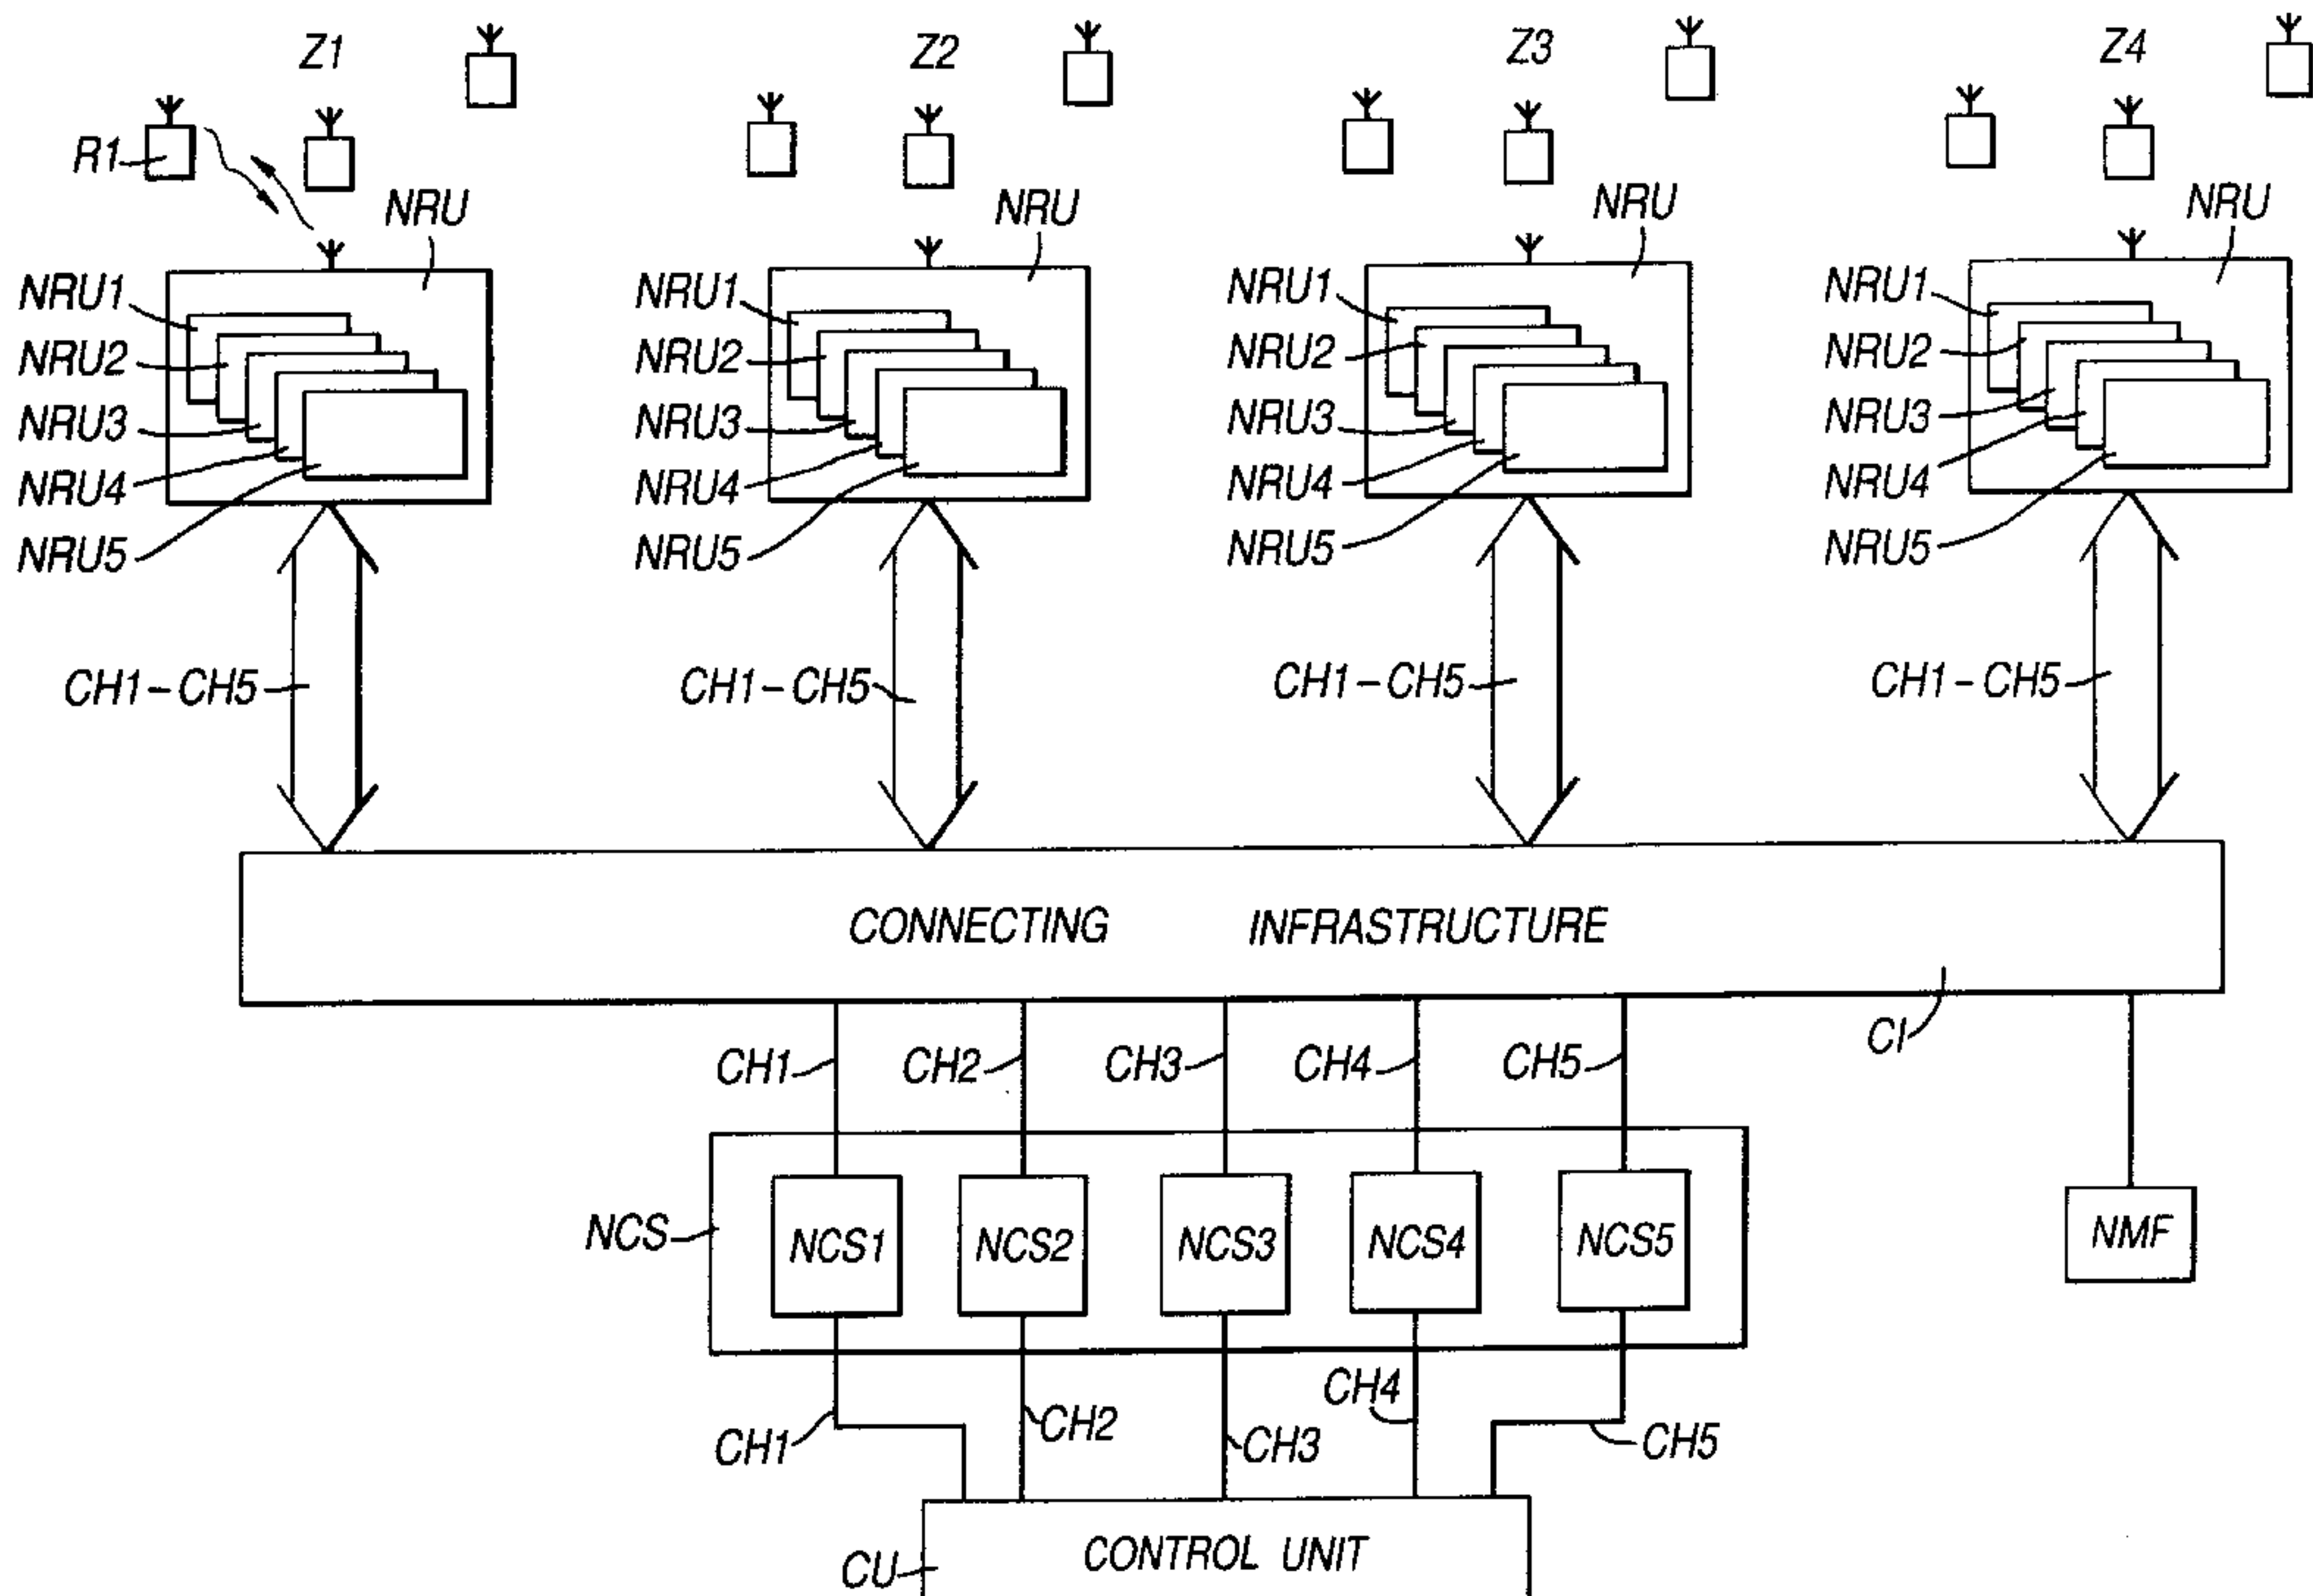 Z1
Z2
Z3
Z4
R1
NRU
NRU
NRU
NRU
NRU1
NRU2
NRU3
NRU4
NRU5
NRU1
NRU2
NRU3
NRU4
NRU5
NRU1
NRU2
NRU3
NRU4
NRU5
NRU1
NRU2
NRU3
NRU4
NRU5
CH1-CH5
CH1-CH5
CH1-CH5
CH1-CH5
CONNECTING INFRASTRUCTURE
CI
CH1
CH2
CH3
CH4
CH5
NCS
NCS1
NCS2
NCS3
NCS4
NCS5
NMF
CH1
CH2
CH3
CH4
CH5
CU
CONTROL UNIT